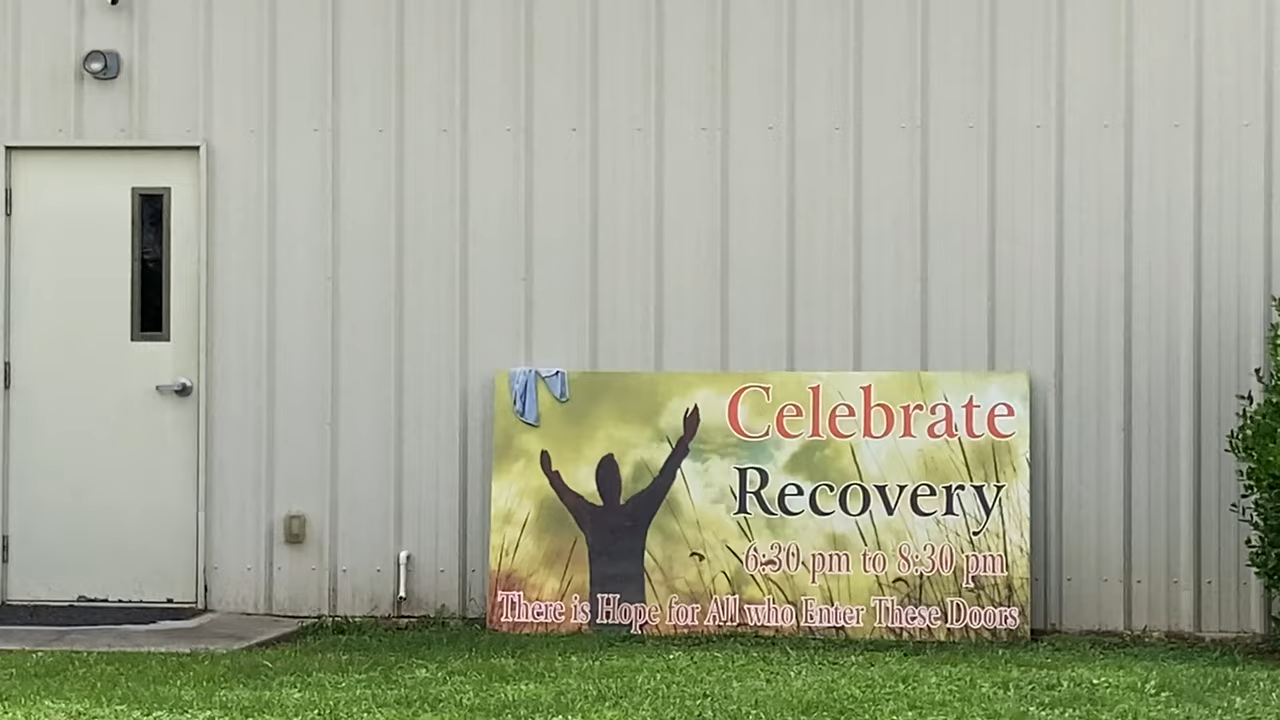 Celebrate
Recovery
6:30 pm to 8:30 pm
There is Hope for All who Enter These Doors